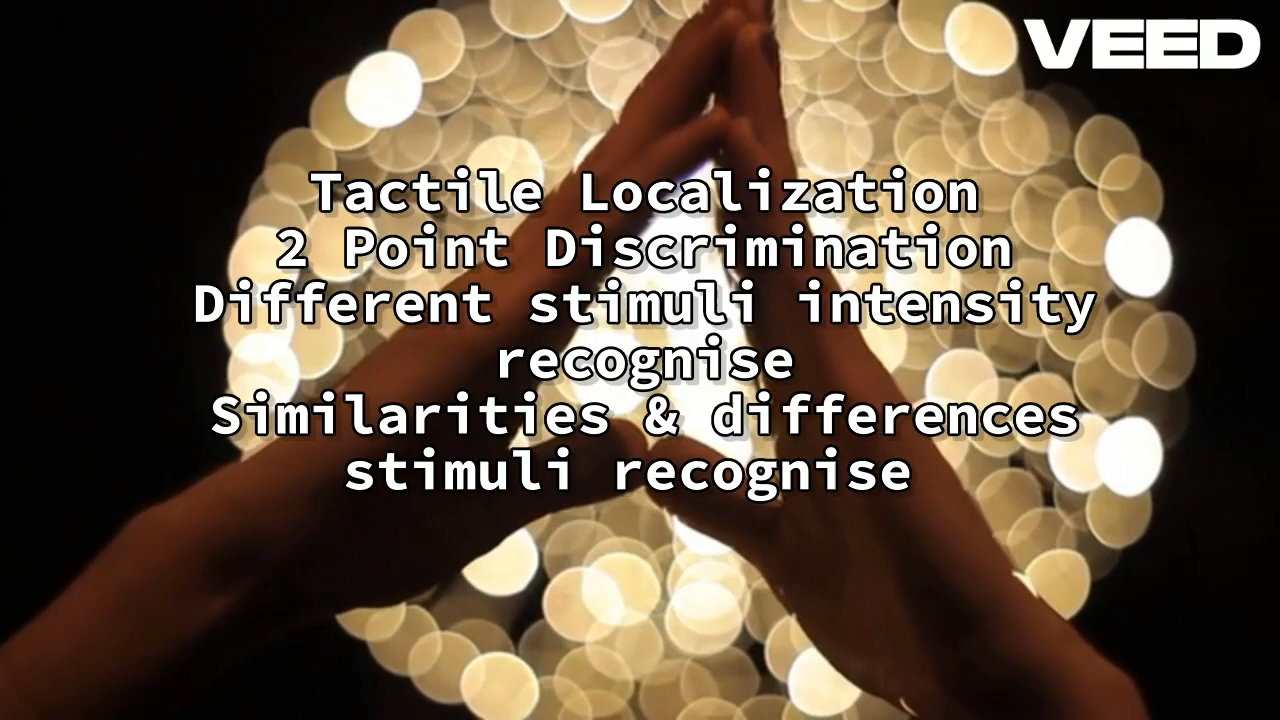 VEED
Tactile Localization
2 Point Discrimination
Different stimuli intensity
recognise
Similarities & differences
stimuli recognise